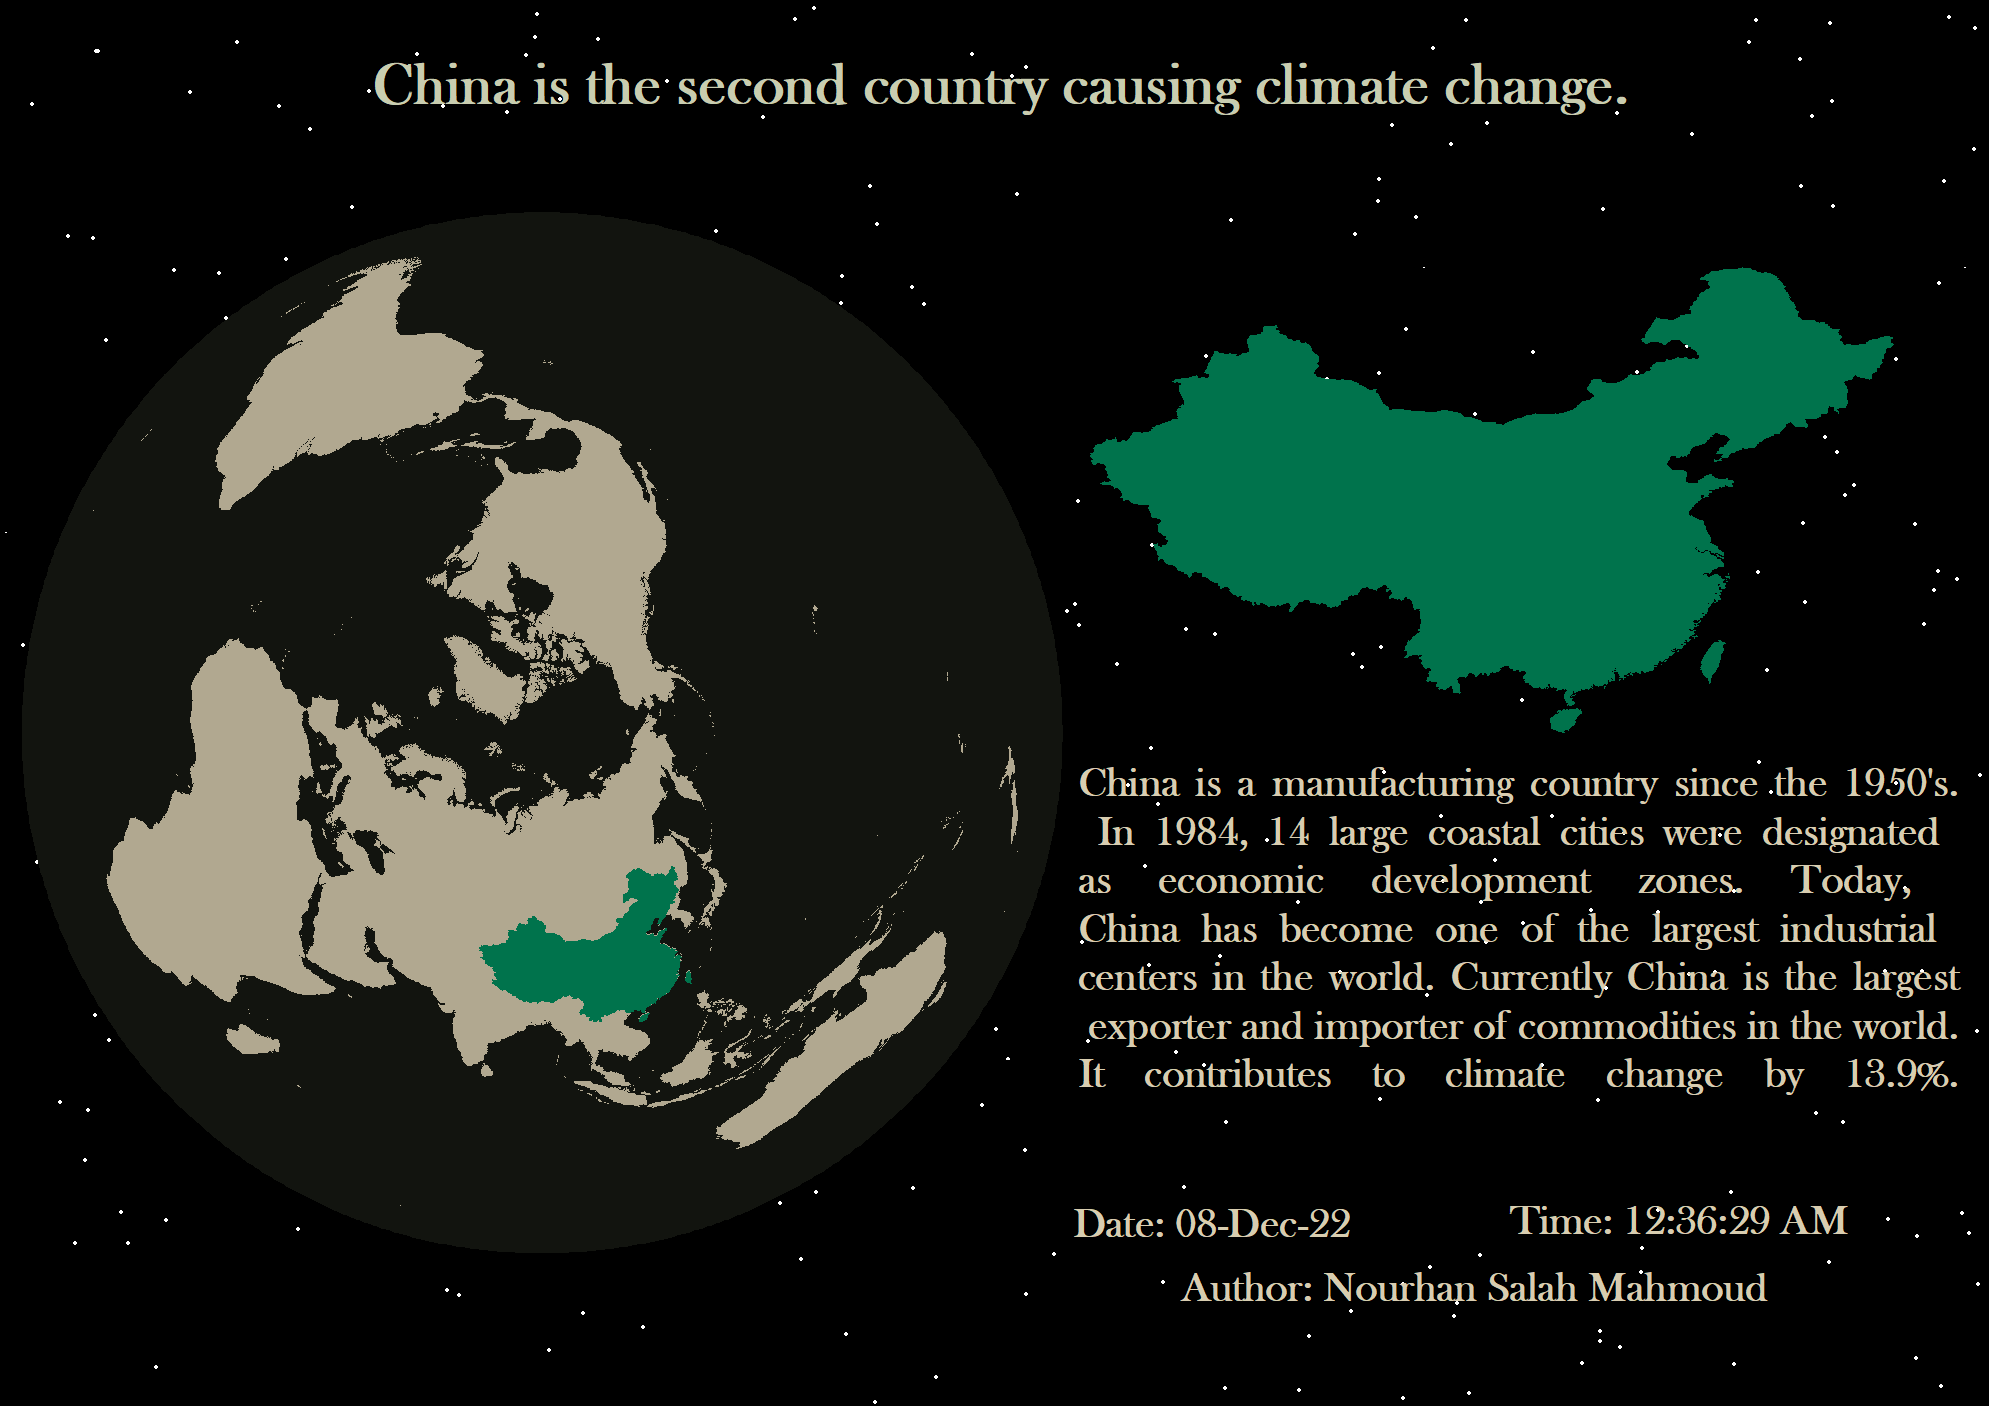 China is the second country causing climate change.
China is a manufacturing country since the 1950's.
In 1984, 14 large coastal cities were designated
as economic development zones. Today,
China has become one of the largest industrial
centers in the world. Currently China is the largest
exporter and importer of commodities in the world.
It contributes to climate change by 13.9%.
Date: 08-Dec-22
Time: 12:36:29 AM
Author: Nourhan Salah Mahmoud